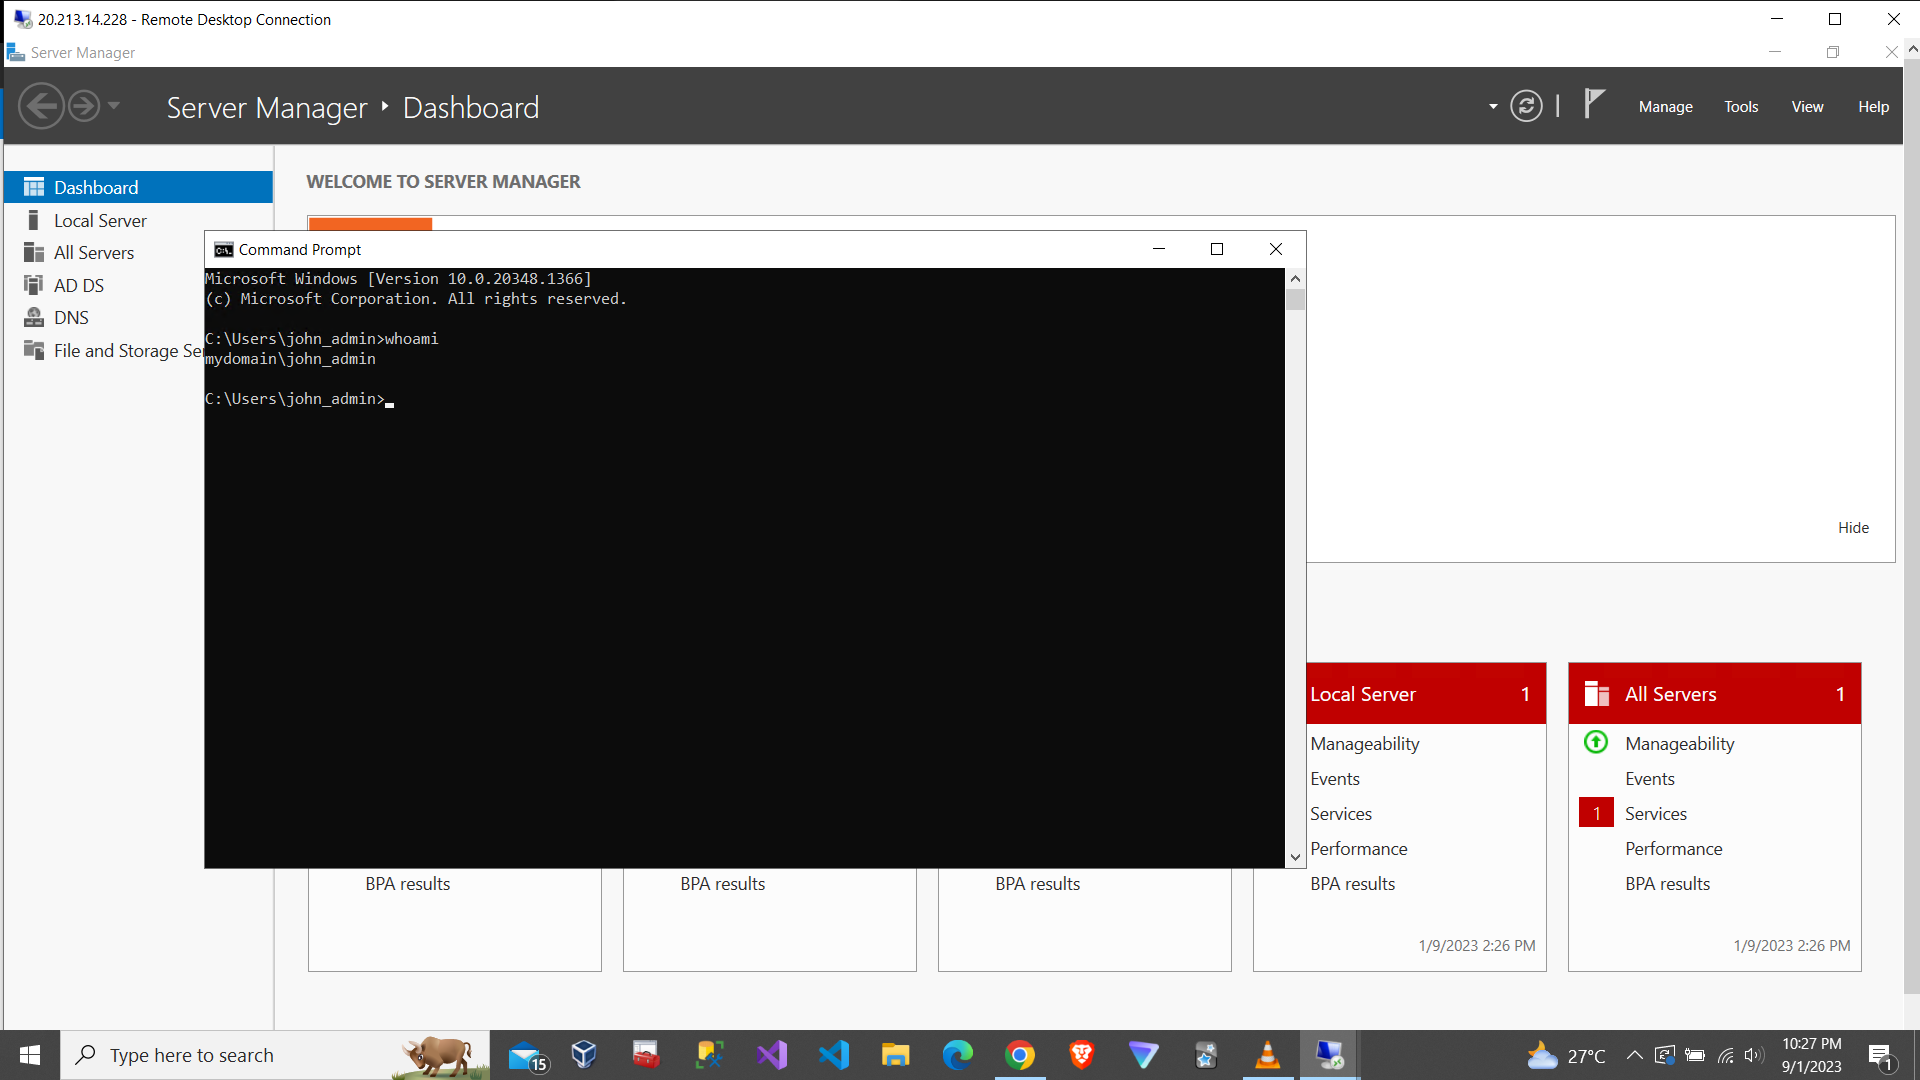 20.213.14.228 - Remote Desktop Connection
Server Manager
Server Manager Dashboard
Manage Tools View Help
Dashboard
Local Server
All Servers
AD DS
DNS
File and Storage Se
WELCOME TO SERVER MANAGER
Command Prompt
Microsoft Windows [Version 10.0.20348.1366]
(c) Microsoft Corporation. All rights reserved.
C:\Users\john_admin>whoami
mydomain\john_admin
C:\Users\john_admin>
Hide
Local Server 1
Manageability
Events
Services
Performance
BPA results
1/9/2023 2:26 PM
All Servers 1
Manageability
Events
1 Services
Performance
BPA results
1/9/2023 2:26 PM
BPA results
BPA results
BPA results
Type here to search
15
27°C
10:27 PM
9/1/2023
1